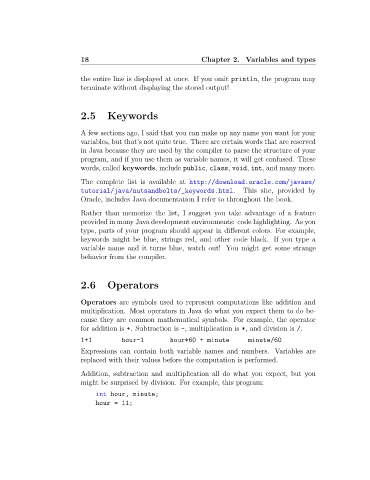 18 Chapter 2. Variables and types
the entire line is displayed at once. If you omit println, the program may
terminate without displaying the stored output!
2.5 Keywords
A few sections ago, I said that you can make up any name you want for your
variables, but that's not quite true. There are certain words that are reserved
in Java because they are used by the compiler to parse the structure of your
program, and if you use them as variable names, it will get confused. These
words, called keywords, include public, class, void, int, and many more.
The complete list is available at http://download.oracle.com/javase/
tutorial/java/nutsandbolts/_keywords.html. This site, provided by
Oracle, includes Java documentation I refer to throughout the book.
Rather than memorize the list, I suggest you take advantage of a feature
provided in many Java development environments: code highlighting. As you
type, parts of your program should appear in different colors. For example,
keywords might be blue, strings red, and other code black. If you type a
variable name and it turns blue, watch out! You might get some strange
behavior from the compiler.
2.6 Operators
Operators are symbols used to represent computations like addition and
multiplication. Most operators in Java do what you expect them to do be-
cause they are common mathematical symbols. For example, the operator
for addition is +. Subtraction is -, multiplication is *, and division is /.
1+1 hour-1 hour*60 + minute minute/60
Expressions can contain both variable names and numbers. Variables are
replaced with their values before the computation is performed.
Addition, subtraction and multiplication all do what you expect, but you
might be surprised by division. For example, this program:
int hour, minute;
hour = 11;